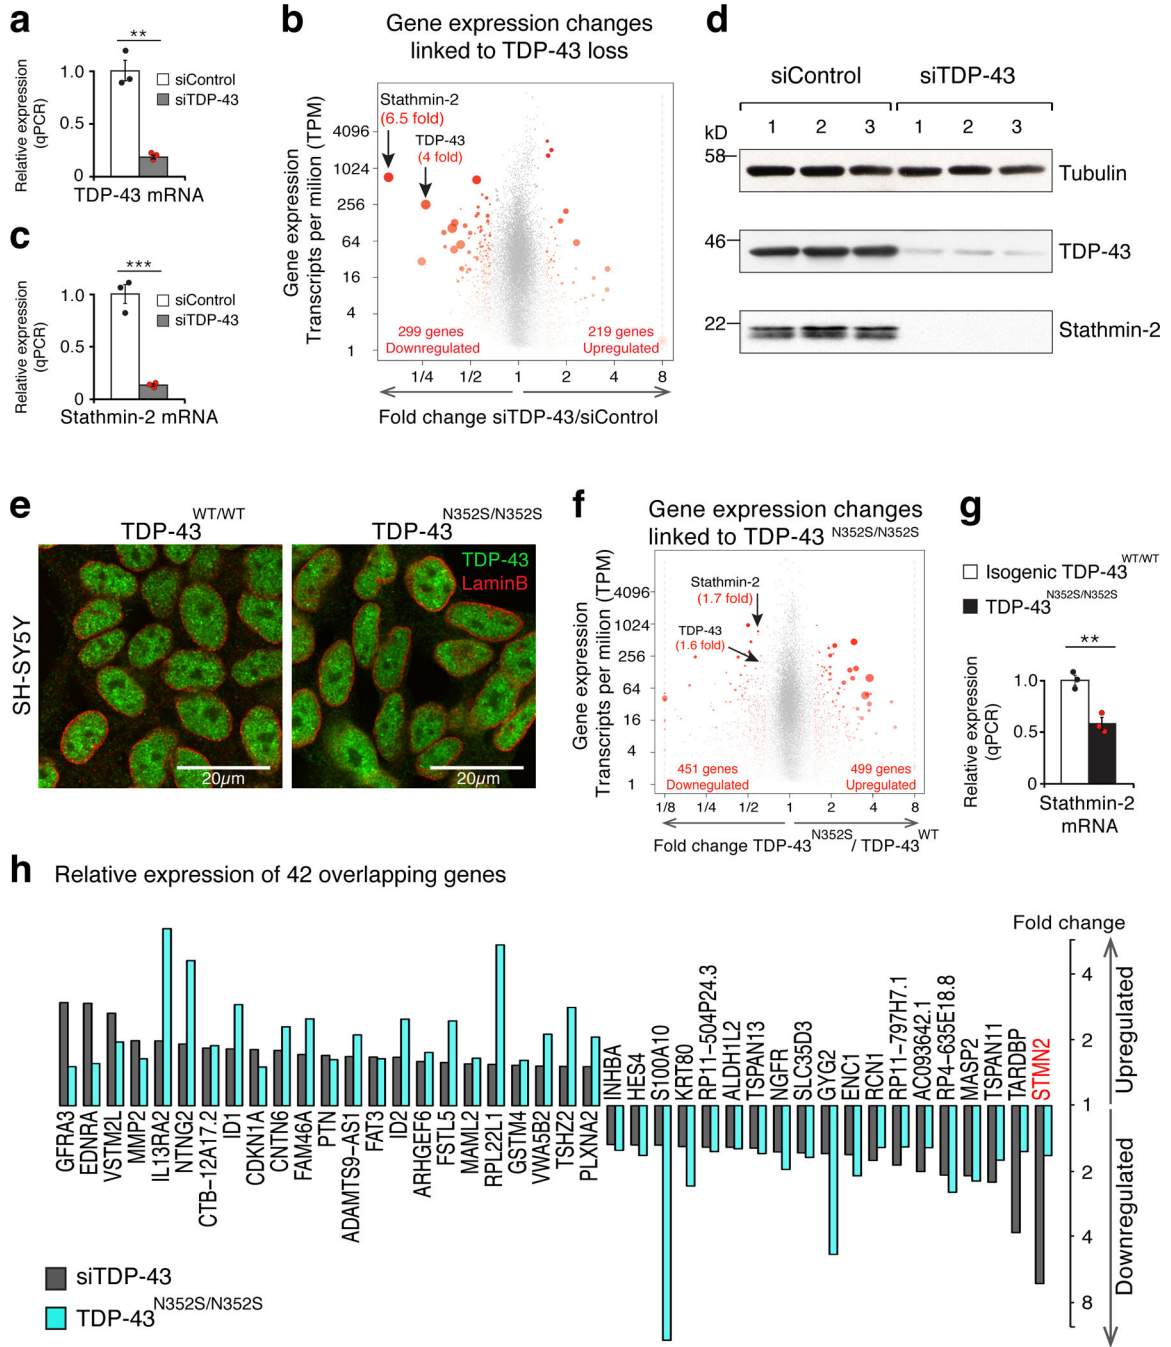 a
**
Relative expression
(qPCR)
1.0
0.5
0
siControl
siTDP-43
TDP-43 mRNA
b
Gene expression changes
linked to TDP-43 loss
Gene expression
Transcripts per milion (TPM)
4096
1024
256
64
16
4
1
Stathmin-2
(6.5 fold)
TDP-43
(4 fold)
299 genes
Downregulated
219 genes
Upregulated
1/4 1/2 1 2 4 8
Fold change siTDP-43/siControl
c
***
Relative expression
(qPCR)
1.0
0.5
0
siControl
siTDP-43
Stathmin-2 mRNA
d
siControl siTDP-43
kD 1 2 3 1 2 3
58
Tubulin
46
TDP-43
22
Stathmin-2
e
TDP-43 WT/WT
TDP-43 N352S/N352S
SH-SY5Y
TDP-43
LaminB
20µm
20µm
f
Gene expression changes
linked to TDP-43 N352S/N352S
Gene expression
Transcripts per milion (TPM)
4096
1024
256
64
16
4
1
Stathmin-2
(1.7 fold)
TDP-43
(1.6 fold)
451 genes
Downegulated
499 genes
Upregulated
1/8 1/4 1/2 1 2 4 8
Fold change TDP-43 N352S / TDP-43 WT
g
Isogenic TDP-43 WT/WT
TDP-43 N352S/N352S
**
Relative expression
(qPCR)
1.0
0.5
0
Stathmin-2
mRNA
h Relative expression of 42 overlapping genes
Fold change
4
2
1
2
4
8
Upregulated
Downregulated
GFRA3
EDNRA
VSTM2L
MMP2
IL13RA2
NTNG2
CTB-12A17.2
ID1
CDKN1A
CNTN6
FAM46A
PTN
ADAMTS9-AS1
FAT3
ID2
ARHGEF6
FSTL5
MAML2
RPL22L1
GSTM4
VWA5B2
TSHZ2
PLXNA2
INHBA
HES4
S100A10
KRT80
RP11-504P24.3
ALDH1L2
TSPAN13
NGFR
SLC35D3
GYG2
ENC1
RCN1
RP11-797H7.1
AC093642.1
RP4-635E18.8
MASP2
TSPAN11
TARDBP
STMN2
siTDP-43
TDP-43 N352S/N352S